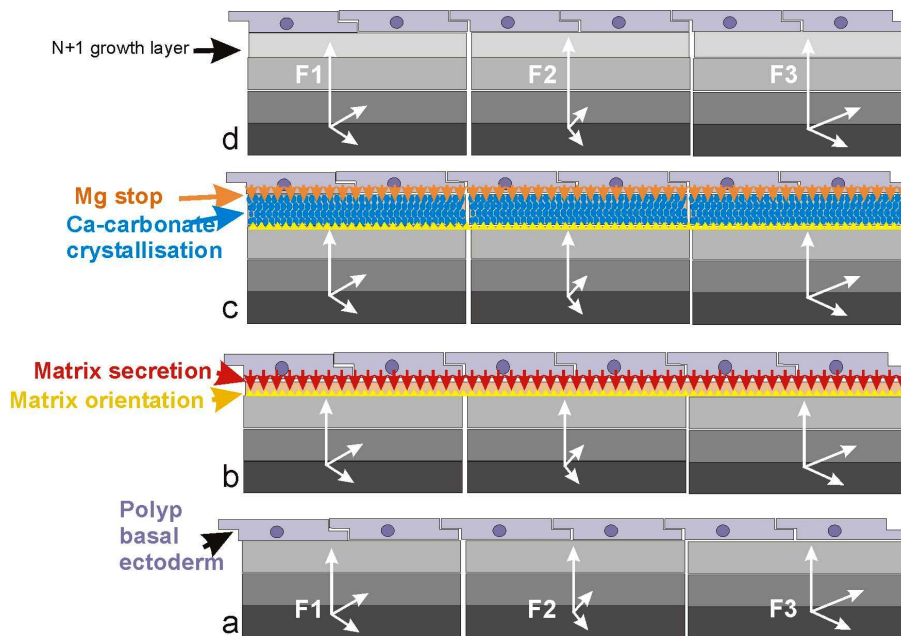 N+1 growth layer
F1 F2 F3
d
Mg stop
Ca-carbonate
crystallisation
c
Matrix secretion
Matrix orientation
b
Polyp
basal
ectoderm
F1 F2 F3
a